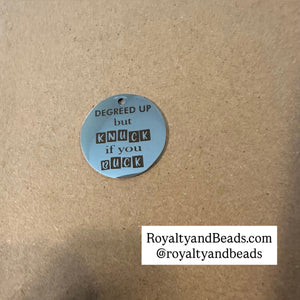 DEGREED UP
but
KNUCK
if you
BUCK
RoyaltyandBeads.com
@royaltyandbeads